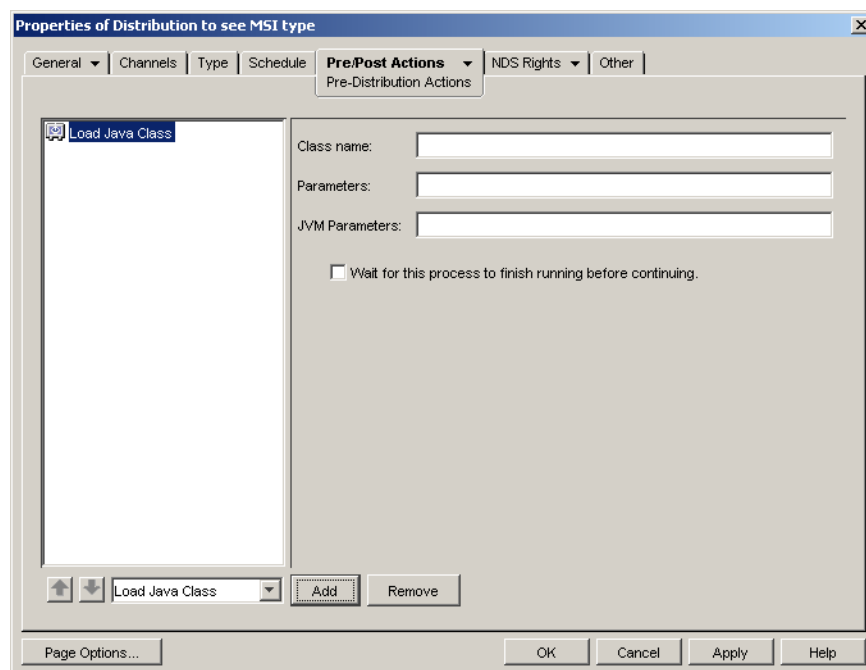 Properties of Distribution to see MSI type
General Channels Type Schedule Pre/Post Actions NDS Rights Other
Pre-Distribution Actions
Load Java Class
Class name:
Parameters:
JVM Parameters:
Wait for this process to finish running before continuing.
Load Java Class Add Remove
Page Options... OK Cancel Apply Help